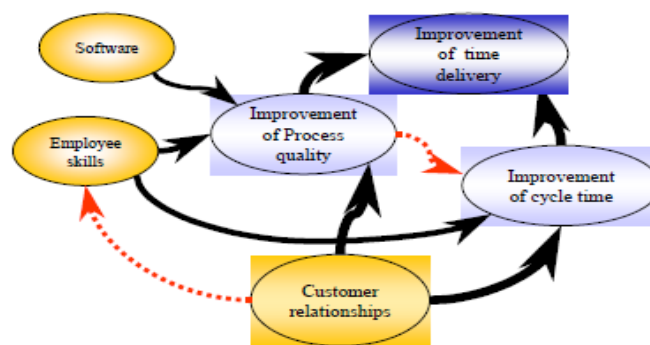 Software
Improvement
of  time
delivery
Improvement
of Process
quality
Employee
skills
Improvement
of cycle time
Customer
relationships